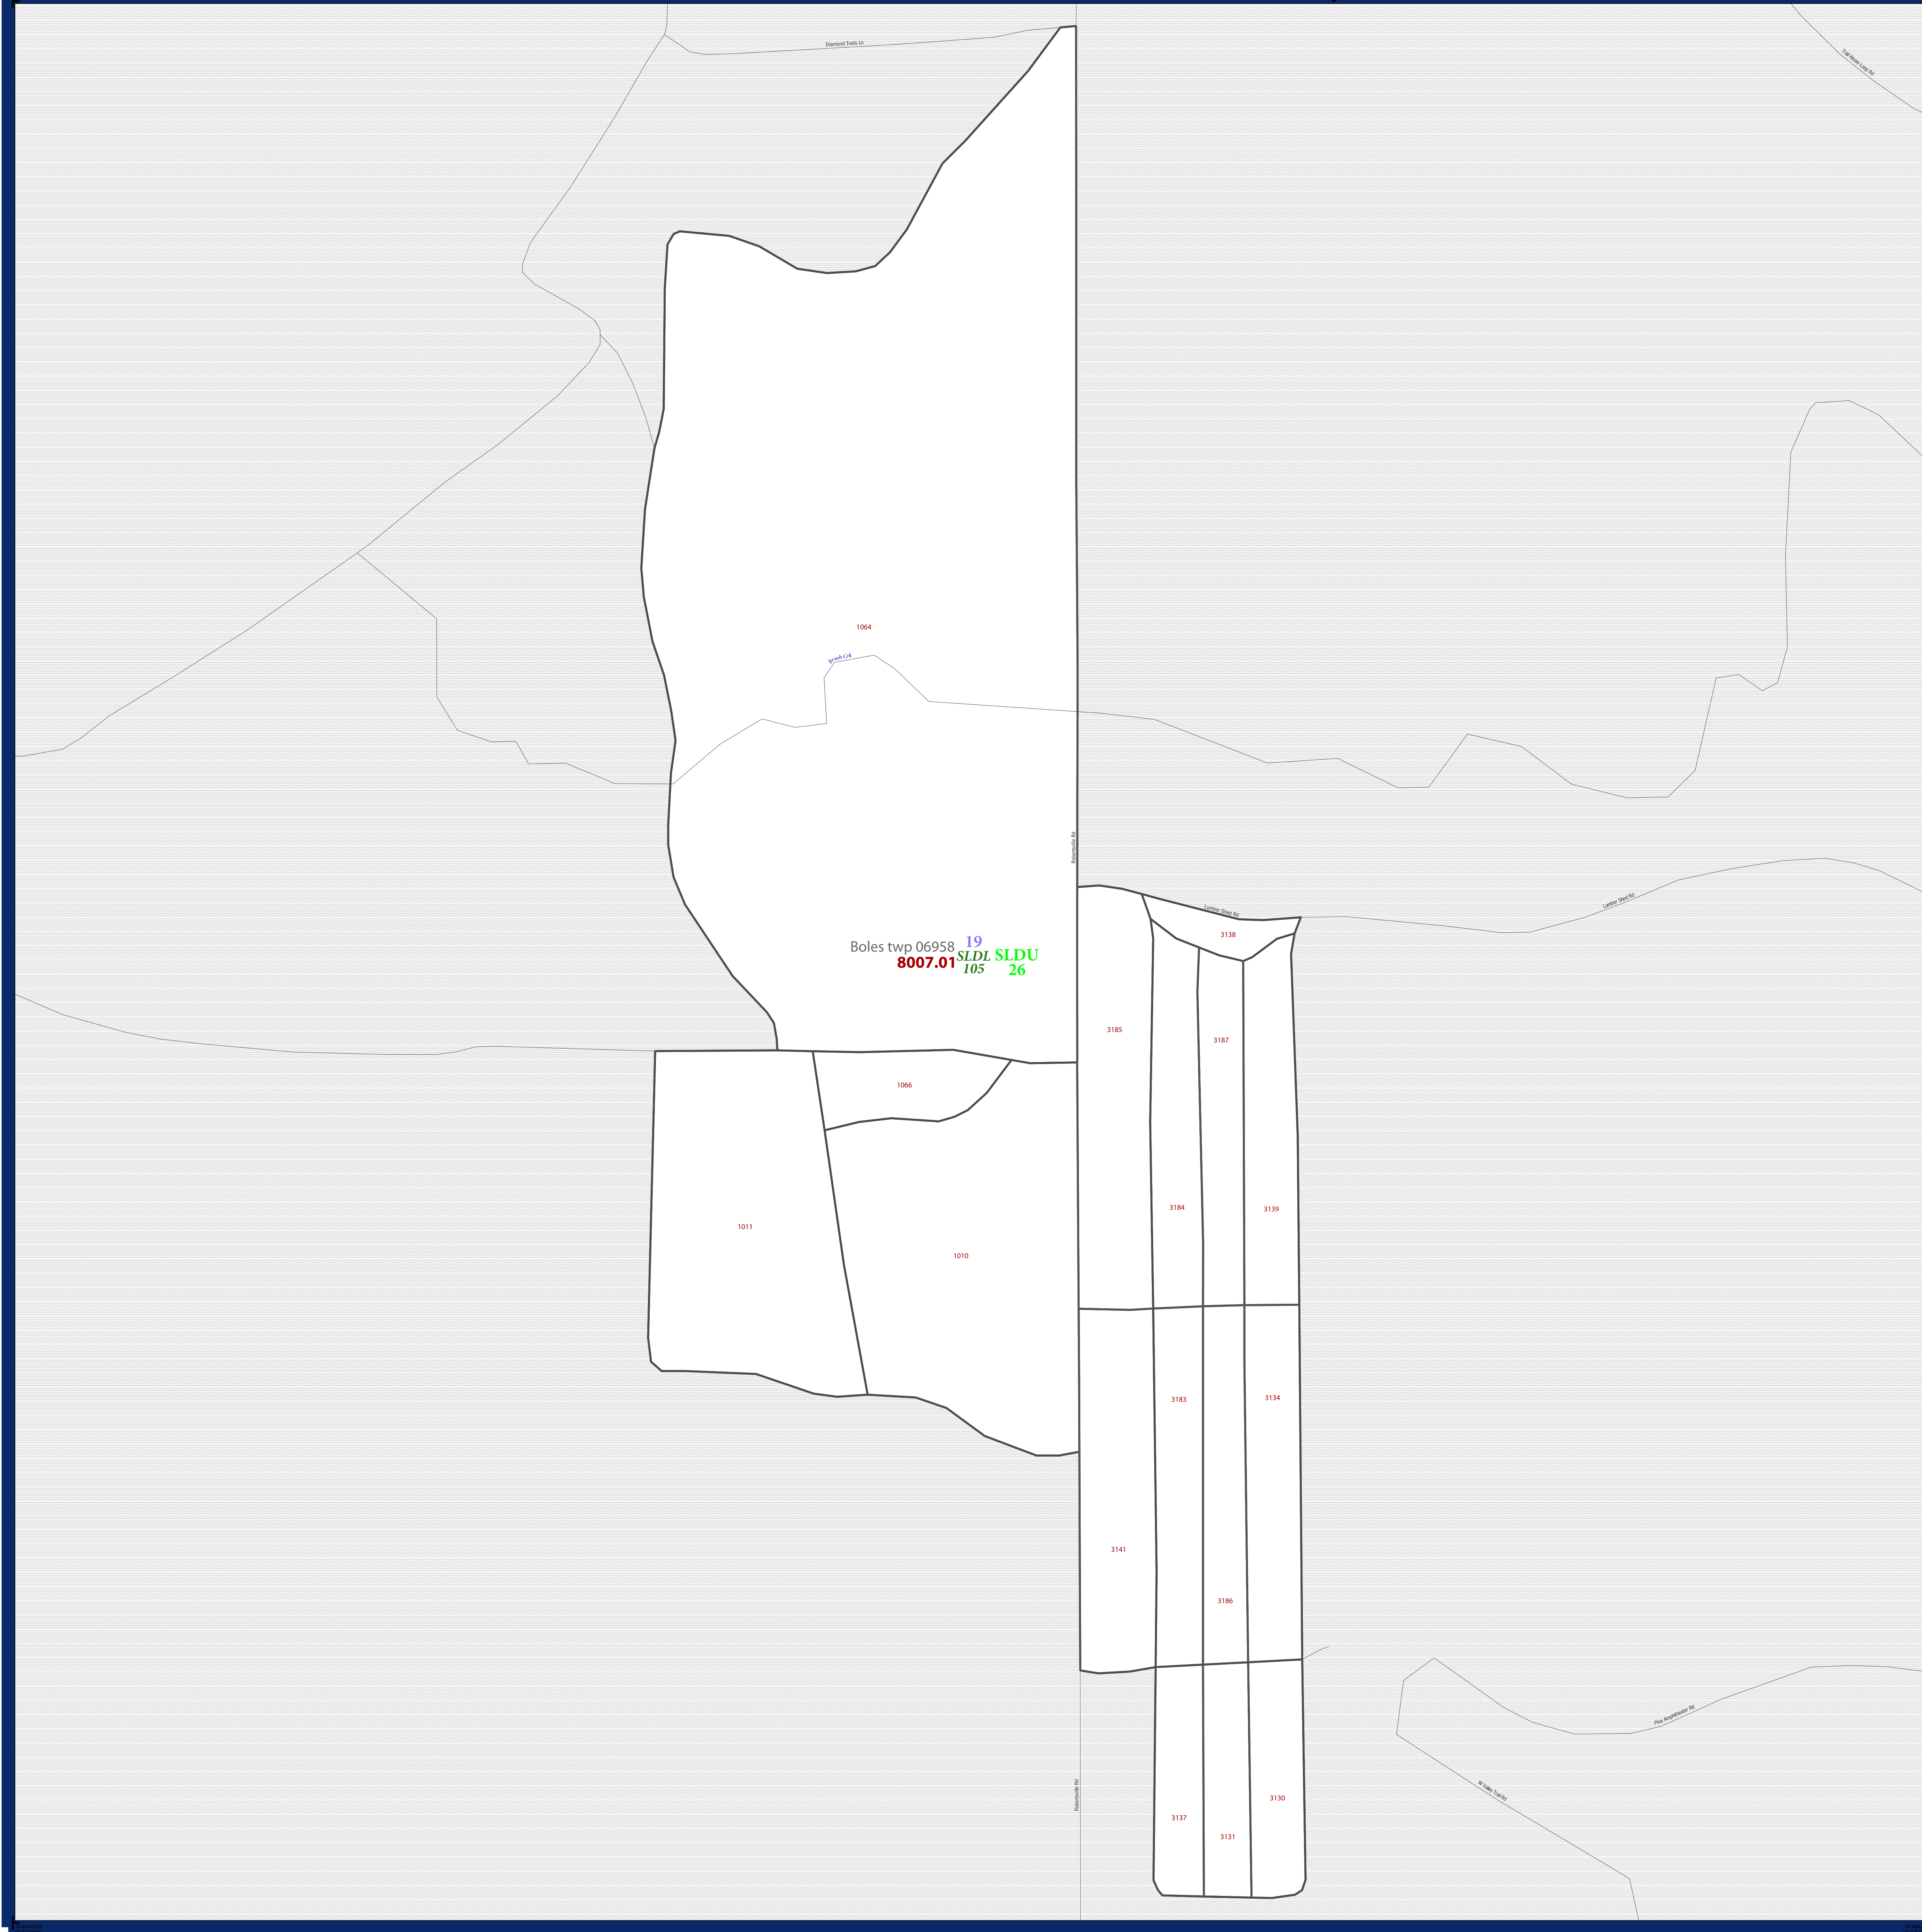 Diamond Trails Ln
Trail House Loop Rd
1064
Brush Crk
Robertsville Rd
Lumber Shed Rd
Lumber Shed Rd
3138
Boles twp 06958
19
8007.01
SLDL
105
SLDU
26
3185
3187
1066
3184
3139
1011
1010
3183
3134
3141
3186
Pine Amphitheater Rd
Robertsville Rd
W Valley Trail Rd
3130
3137
3131